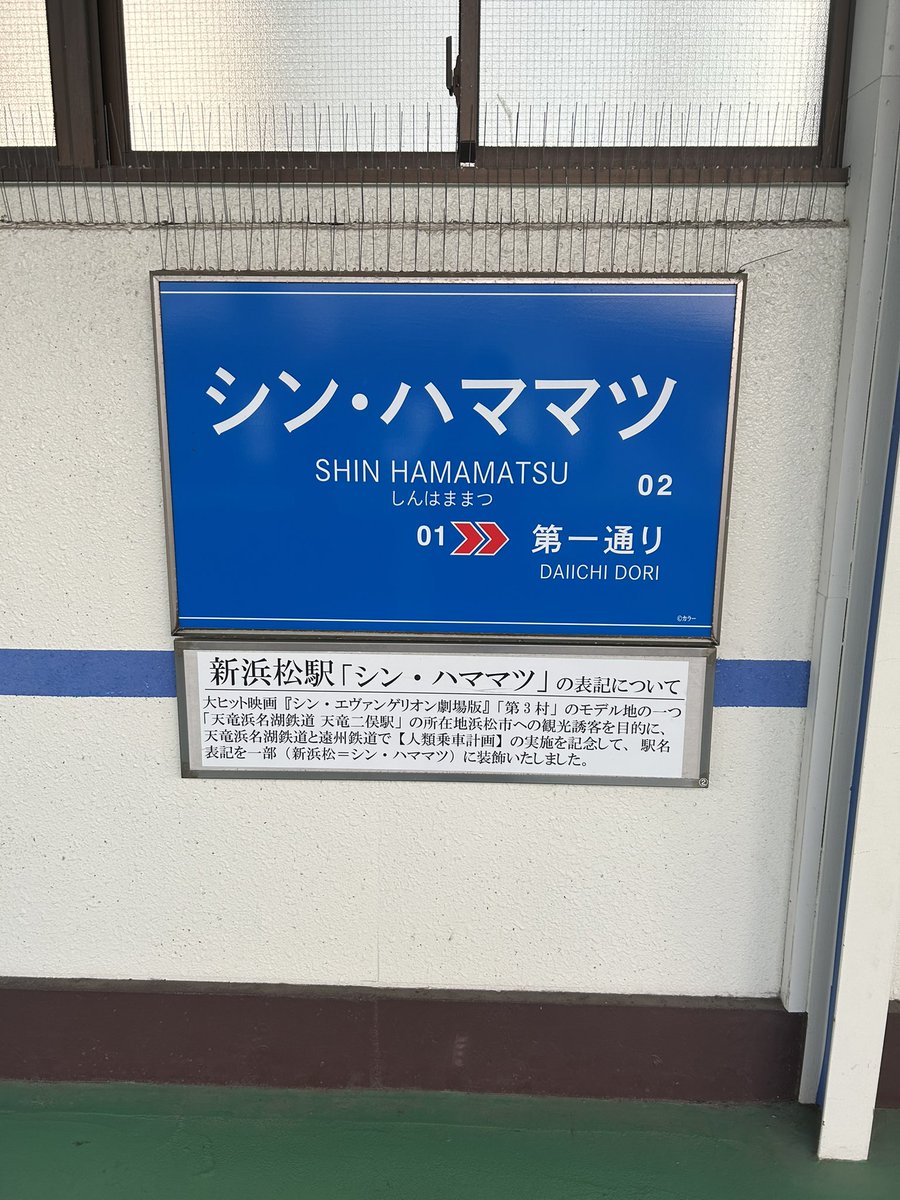 シン・ハママツ
SHIN HAMAMATSU
しんはままつ
02
01 第一通り
DAIICHI DORI
©カラー
新浜松駅「シン・ハママツ」の表記について
大ヒット映画『シン・エヴァンゲリオン劇場版』「第3村」のモデル地の一つ
「天竜浜名湖鉄道 天竜二俣駅」の所在地浜松市への観光誘客を目的に、
天竜浜名湖鉄道と遠州鉄道で【人類乗車計画】の実施を記念して、駅名
表記を一部（新浜松＝シン・ハママツ）に装飾いたしました。
②